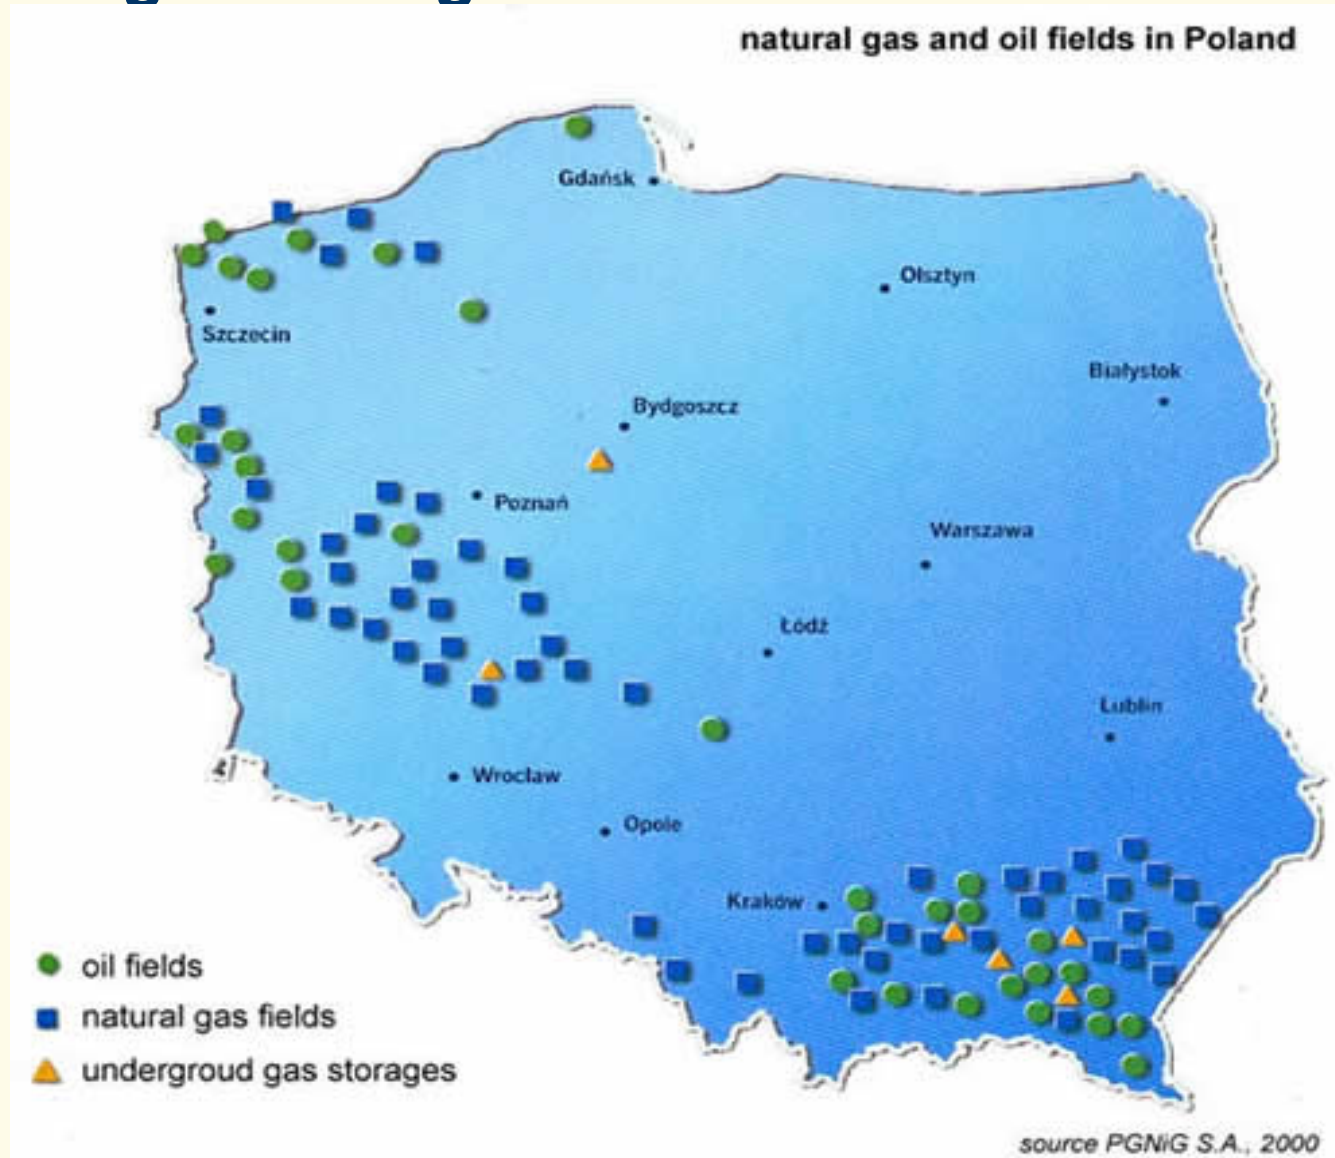 natural gas and oil fields in Poland
Gdańsk
Olsztyn
Szczecin
Białystok
Bydgoszcz
Poznań
Warszawa
Łódź
Lublin
Wrocław
Opole
Kraków
oil fields
natural gas fields
undergroud gas storages
source PGNiG S.A., 2000